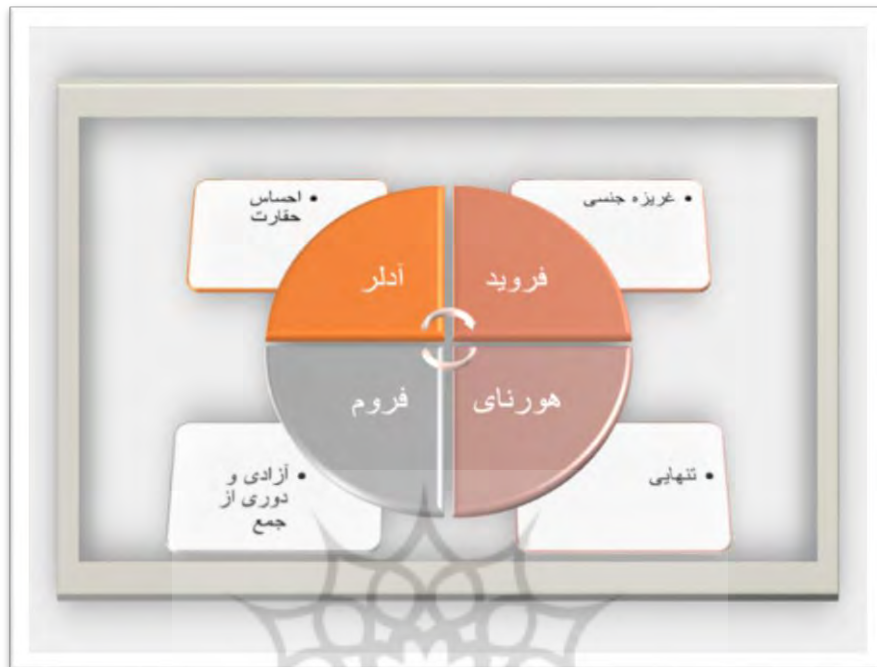 • غریزه جنسی
• احساس
حقارت
فروید
آدلر
هورنای
فروم
• تنهایی
• آزادی و
دوری از
جمع